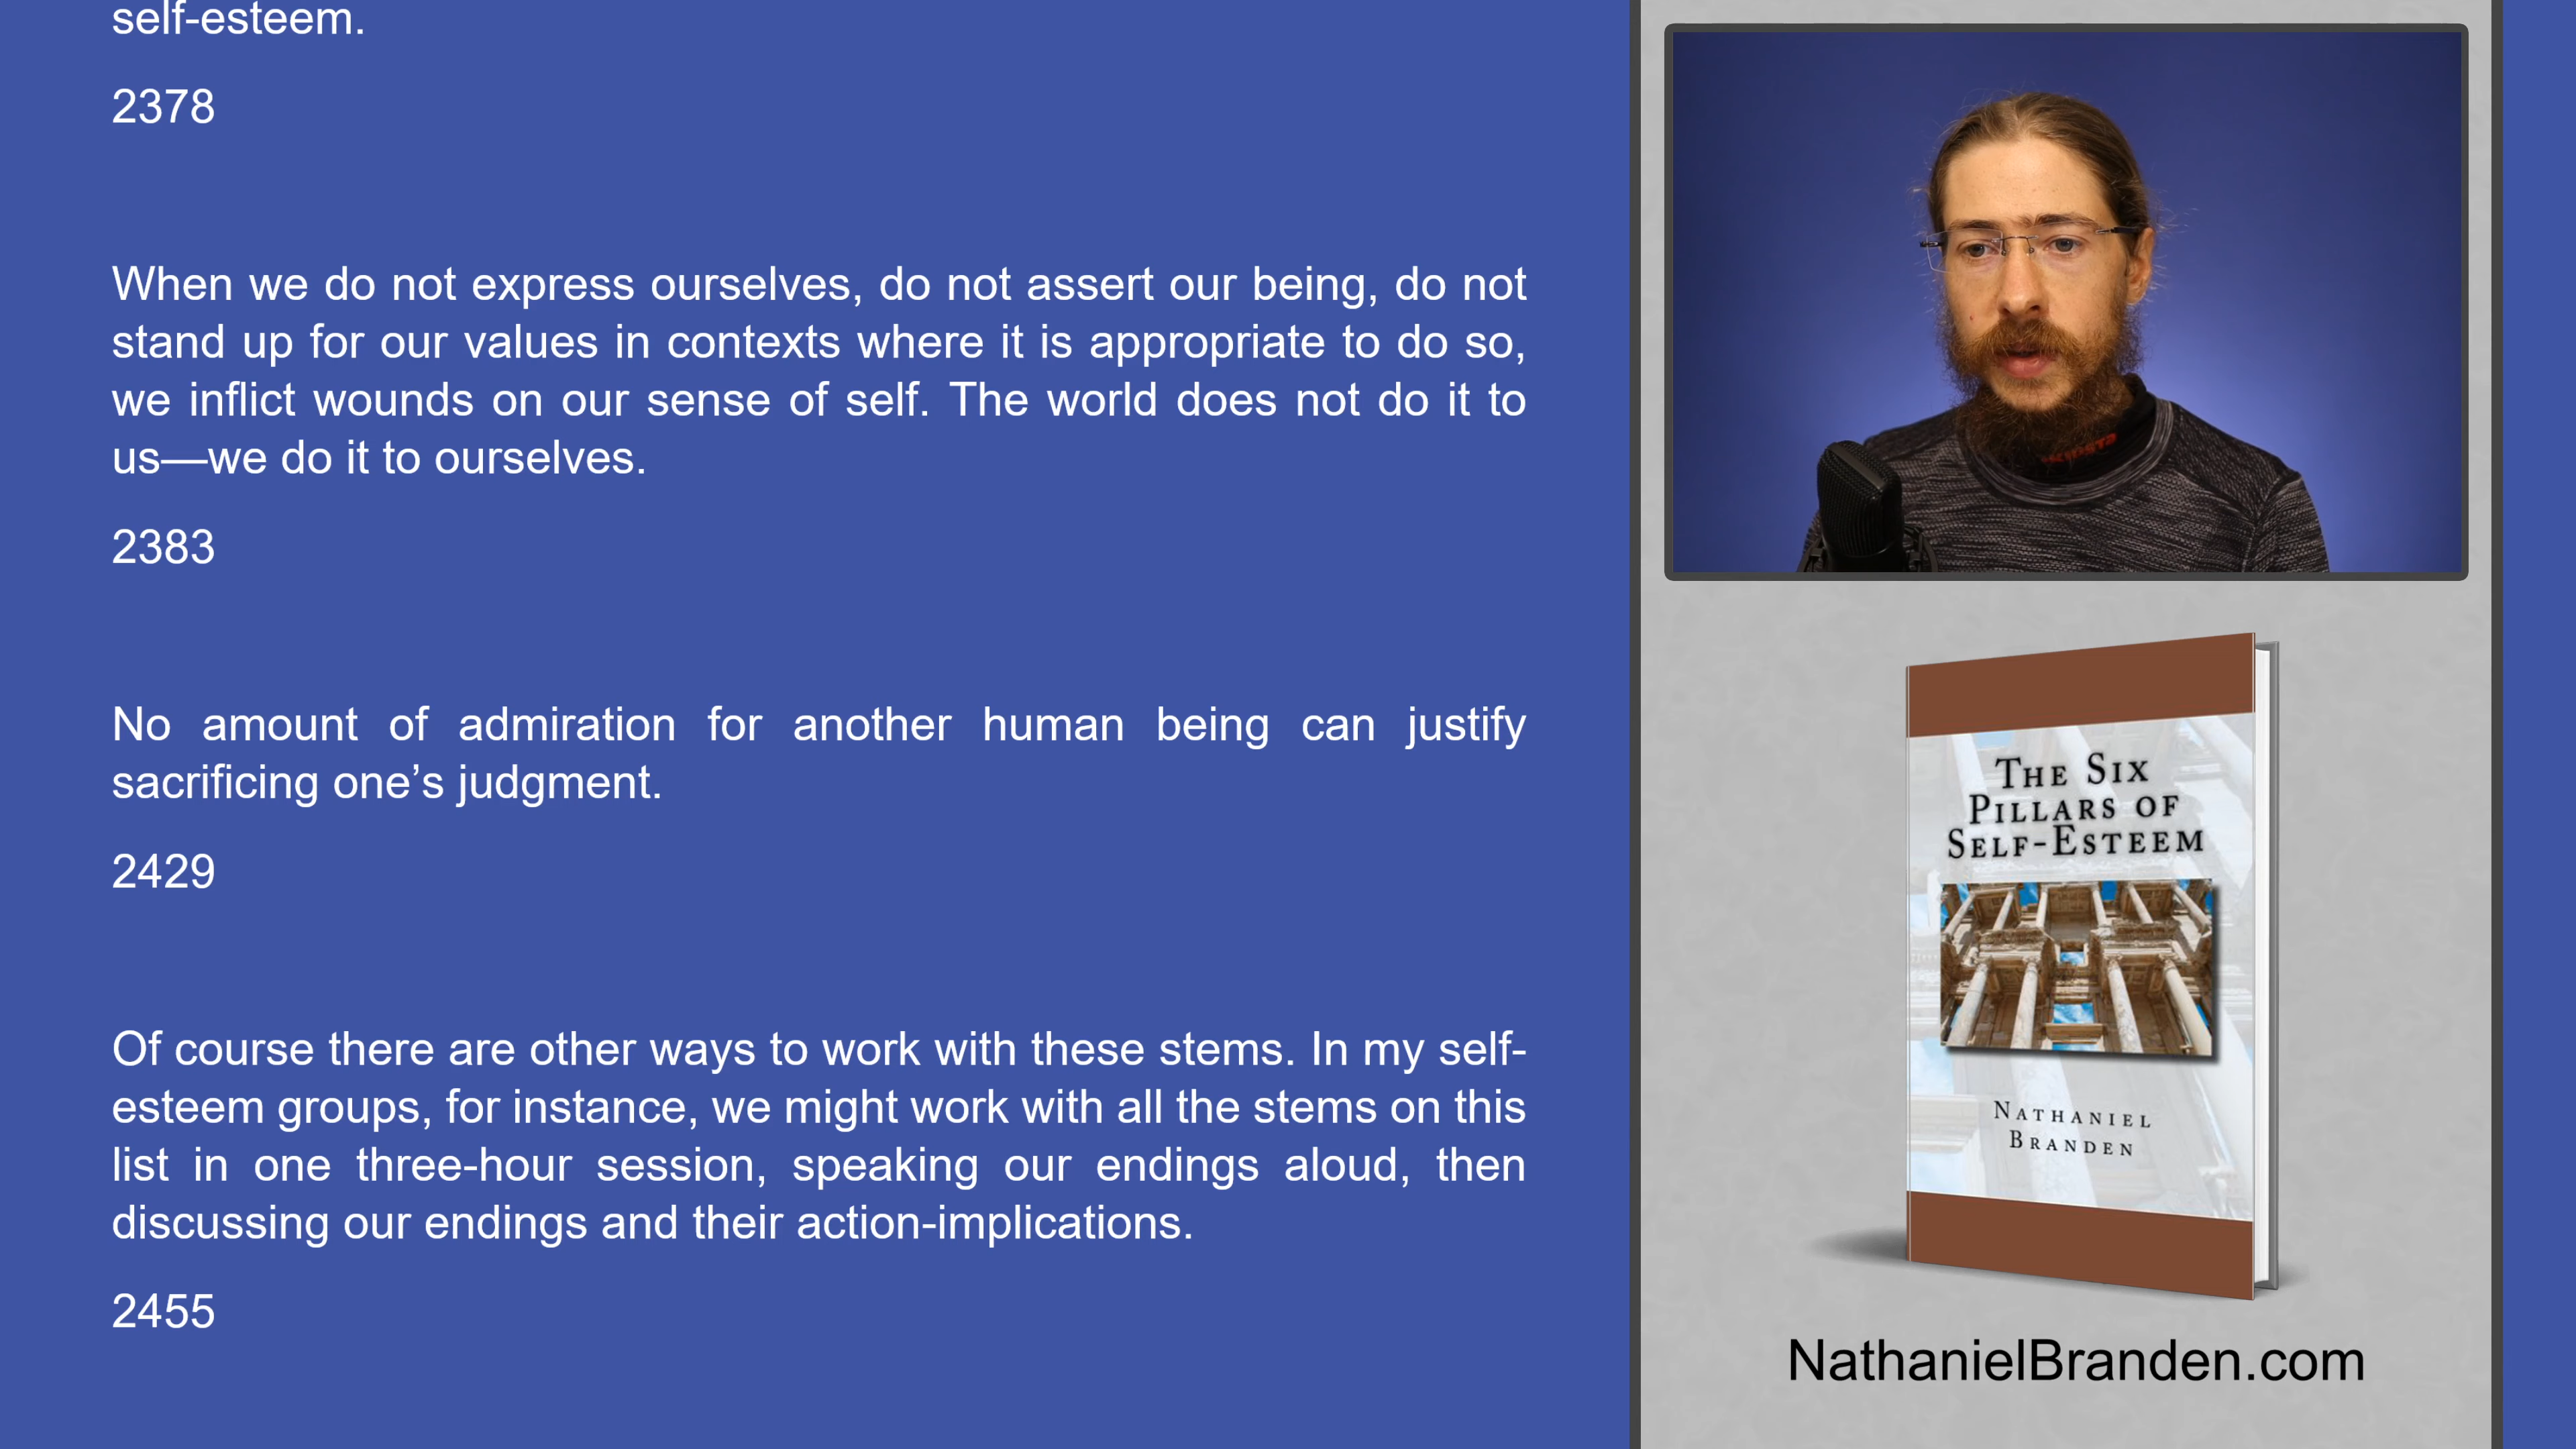 self-esteem.
2378
When we do not express ourselves, do not assert our being, do not
stand up for our values in contexts where it is appropriate to do so,
we inflict wounds on our sense of self. The world does not do it to
us—we do it to ourselves.
2383
No amount of admiration for another human being can justify
sacrificing one’s judgment.
2429
Of course there are other ways to work with these stems. In my self-
esteem groups, for instance, we might work with all the stems on this
list in one three-hour session, speaking our endings aloud, then
discussing our endings and their action-implications.
2455
KIPSTA
THE SIX
PILLARS OF
SELF-ESTEEM
NATHANIEL
BRANDEN
NathanielBranden.com